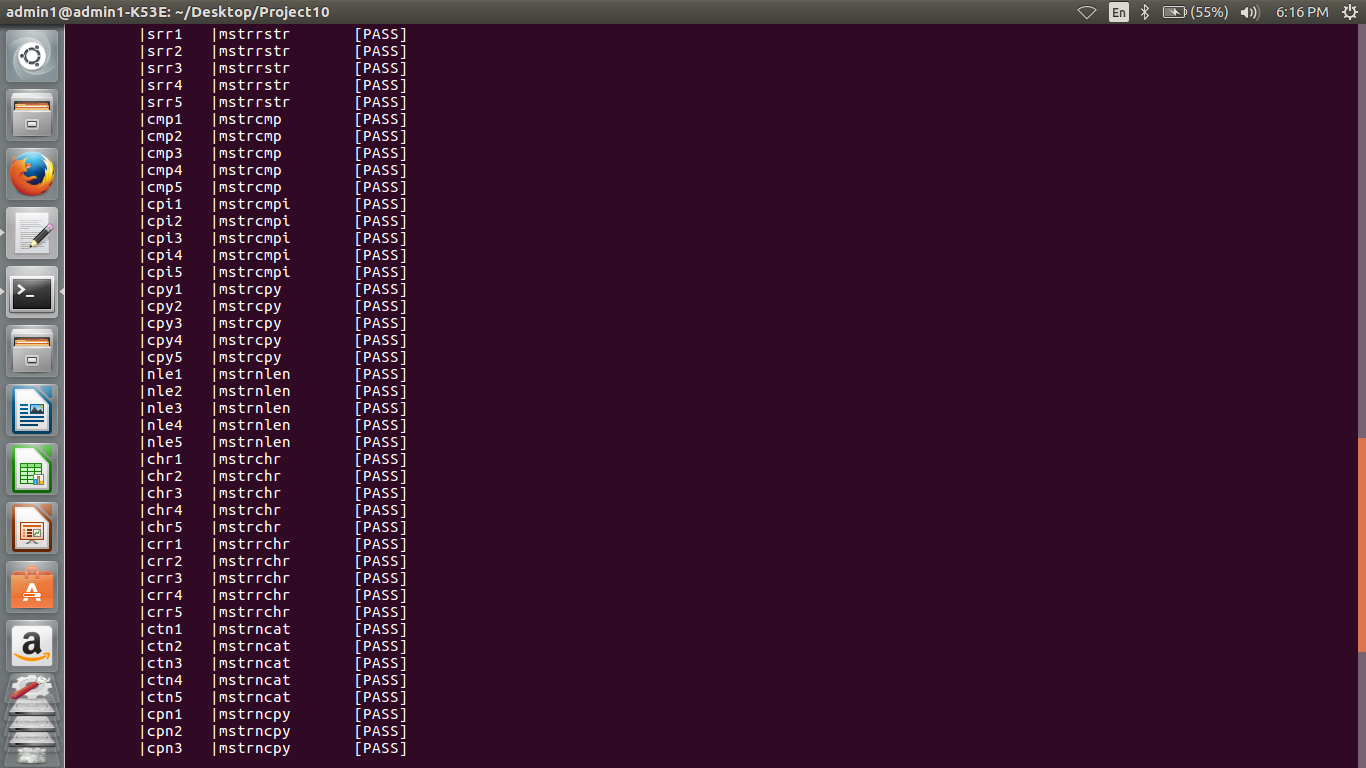 admin1@admin1-K53E: ~/Desktop/Project10 En (55%) 6:16 PM
|srr1 |mstrrstr [PASS]
|srr2 |mstrrstr [PASS]
|srr3 |mstrrstr [PASS]
|srr4 |mstrrstr [PASS]
|srr5 |mstrrstr [PASS]
|cmp1 |mstrcmp [PASS]
|cmp2 |mstrcmp [PASS]
|cmp3 |mstrcmp [PASS]
|cmp4 |mstrcmp [PASS]
|cmp5 |mstrcmp [PASS]
|cpi1 |mstrcmpi [PASS]
|cpi2 |mstrcmpi [PASS]
|cpi3 |mstrcmpi [PASS]
|cpi4 |mstrcmpi [PASS]
|cpi5 |mstrcmpi [PASS]
|cpy1 |mstrcpy [PASS]
|cpy2 |mstrcpy [PASS]
|cpy3 |mstrcpy [PASS]
|cpy4 |mstrcpy [PASS]
|cpy5 |mstrcpy [PASS]
|nle1 |mstrnlen [PASS]
|nle2 |mstrnlen [PASS]
|nle3 |mstrnlen [PASS]
|nle4 |mstrnlen [PASS]
|nle5 |mstrnlen [PASS]
|chr1 |mstrchr [PASS]
|chr2 |mstrchr [PASS]
|chr3 |mstrchr [PASS]
|chr4 |mstrchr [PASS]
|chr5 |mstrchr [PASS]
|crr1 |mstrrchr [PASS]
|crr2 |mstrrchr [PASS]
|crr3 |mstrrchr [PASS]
|crr4 |mstrrchr [PASS]
|crr5 |mstrrchr [PASS]
|ctn1 |mstrncat [PASS]
|ctn2 |mstrncat [PASS]
|ctn3 |mstrncat [PASS]
|ctn4 |mstrncat [PASS]
|ctn5 |mstrncat [PASS]
|cpn1 |mstrncpy [PASS]
|cpn2 |mstrncpy [PASS]
|cpn3 |mstrncpy [PASS]